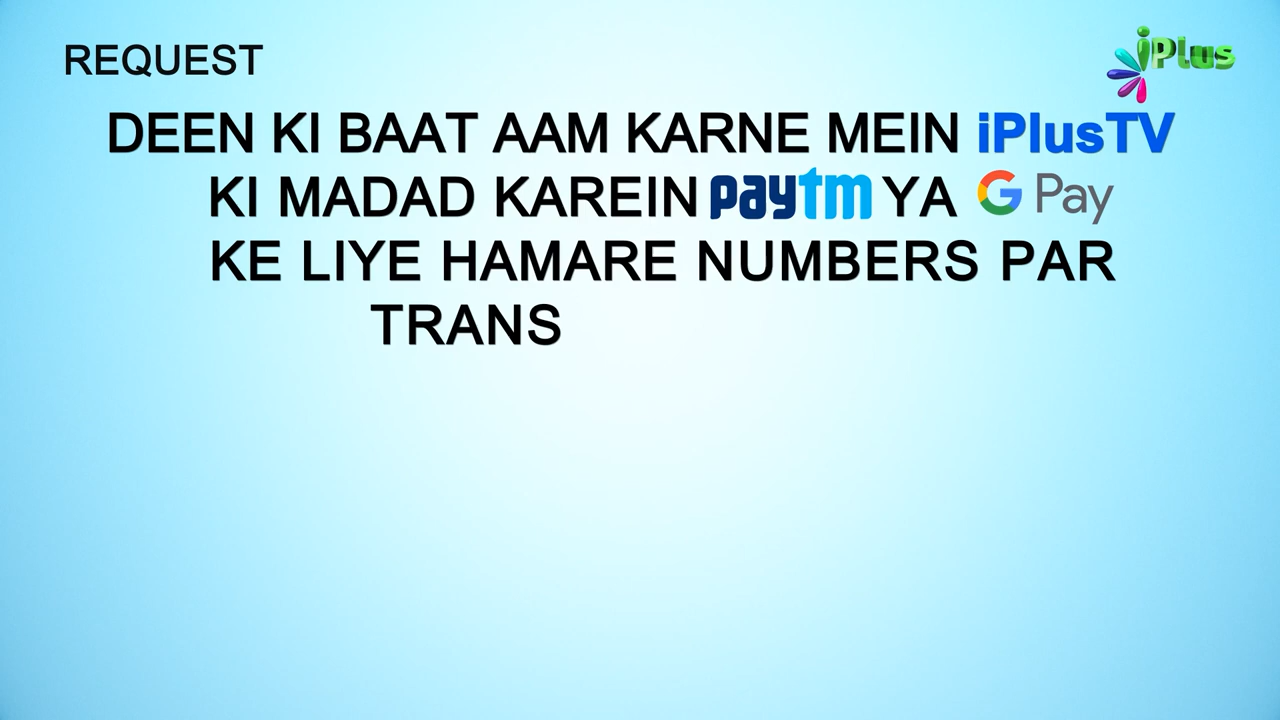 REQUEST
iPlus
DEEN KI BAAT AAM KARNE MEIN iPlusTV
KI MADAD KAREIN paytm YA G Pay
KE LIYE HAMARE NUMBERS PAR
TRANS